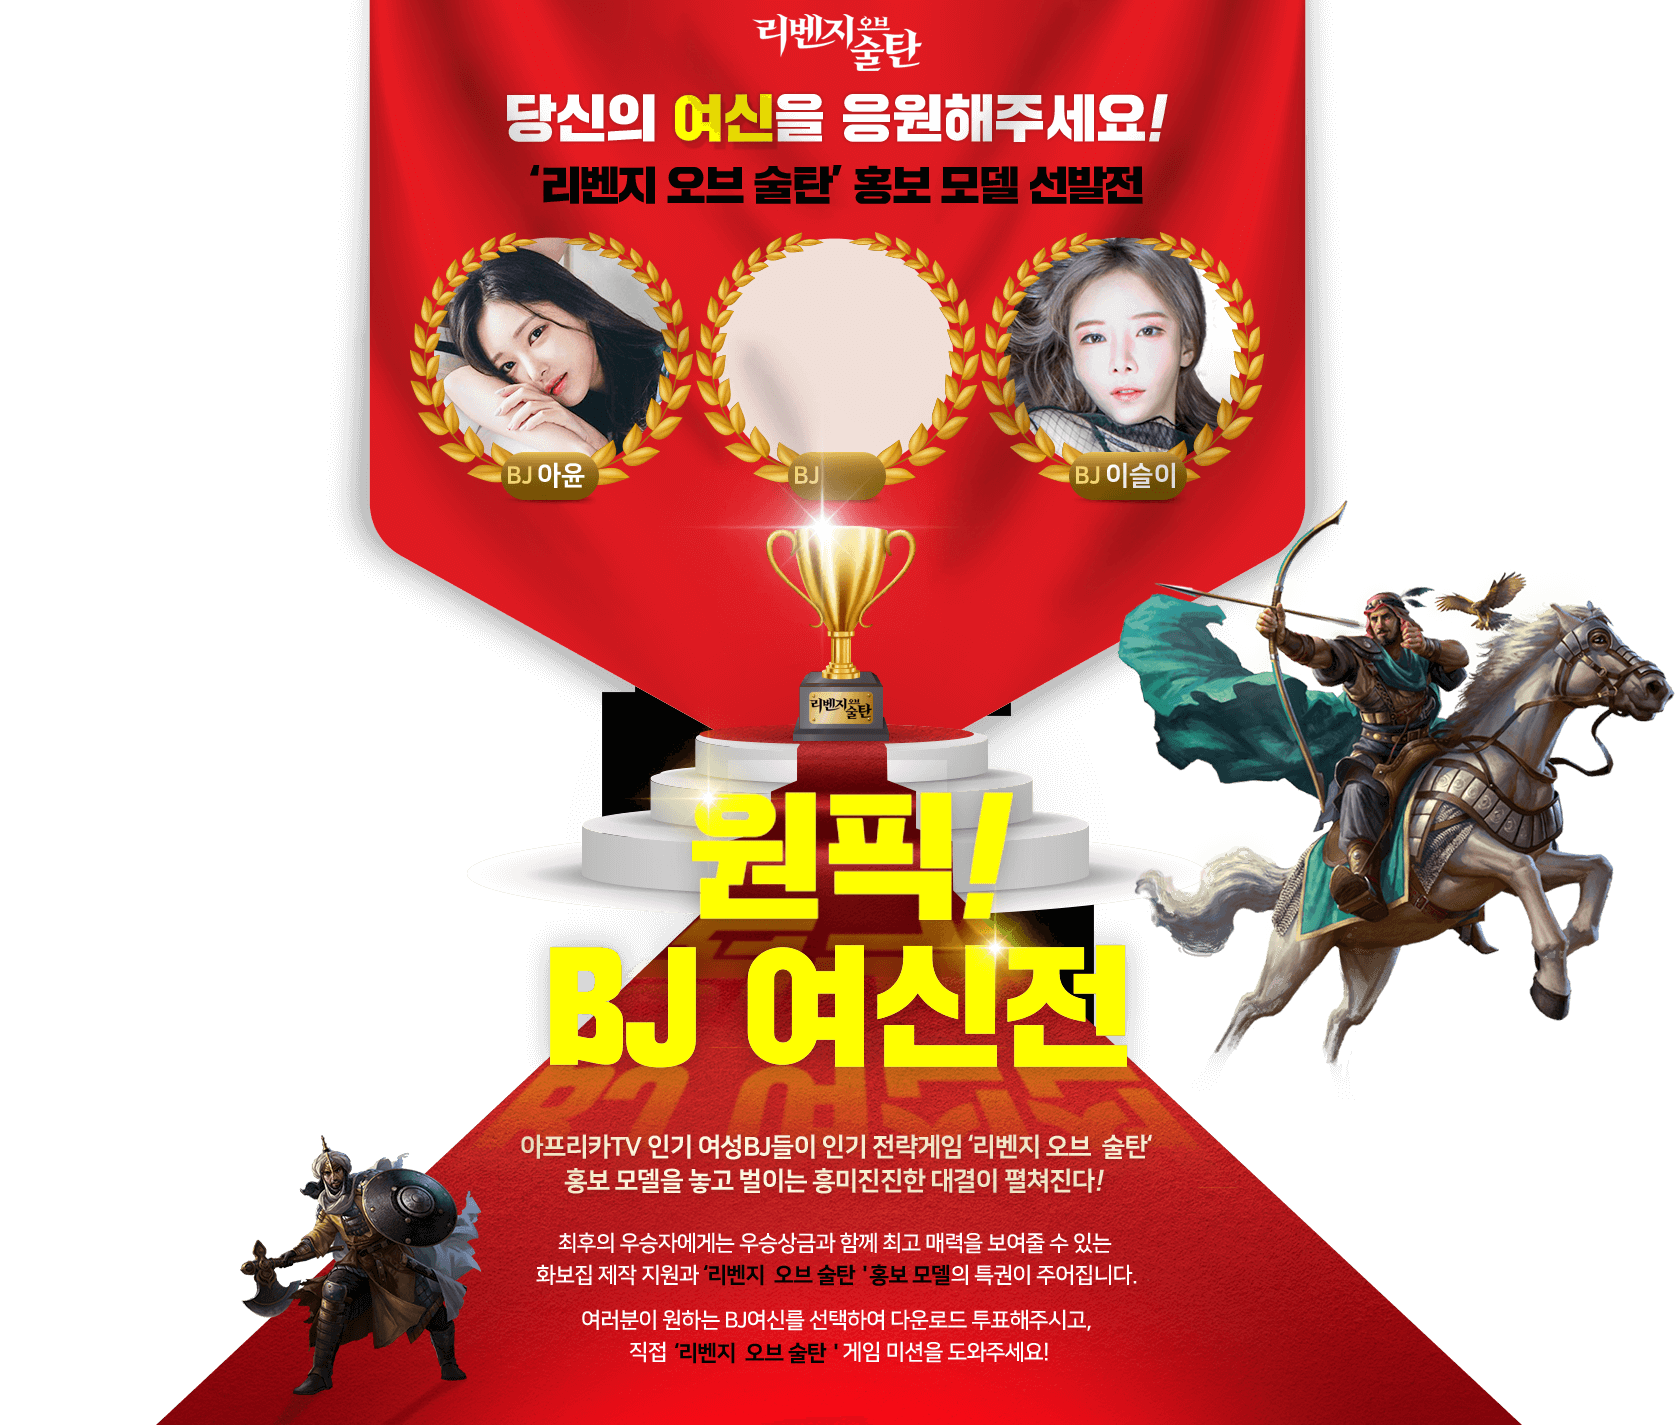 리벤지 오브 술탄
당신의 여신을 응원해주세요!
'리벤지 오브 술탄' 홍보 모델 선발전
BJ 아윤
BJ
BJ 이슬이
리벤지 오브 술탄
원픽!
BJ 여신전
아프리카TV 인기 여성BJ들이 인기 전략게임 '리벤지 오브 술탄'
홍보 모델을 놓고 벌이는 흥미진진한 대결이 펼쳐진다!
최후의 우승자에게는 우승상금과 함께 최고 매력을 보여줄 수 있는
화보집 제작 지원과 '리벤지 오브 술탄 ' 홍보 모델의 특권이 주어집니다.
여러분이 원하는 BJ여신를 선택하여 다운로드 투표해주시고,
직접 '리벤지 오브 술탄 ' 게임 미션을 도와주세요!